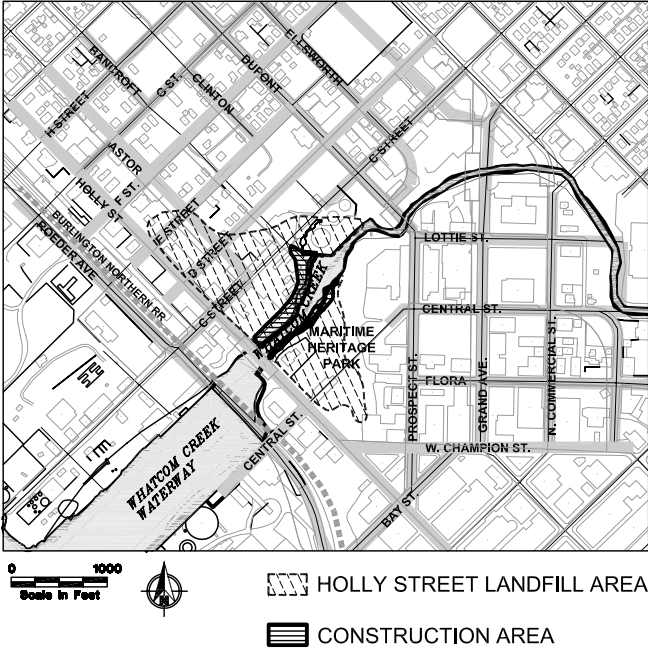 ELLSWORTH
BANCROFT
DUPONT
C ST.
CLINTON
H STREET
C STREET
ASTOR
F ST.
HOLLY ST
E STREET
LOTTIE ST.
BURLINGTON NORTHERN RR
ROEDER AVE
D STREET
WHATCOM CREEK
C STREET
CENTRAL ST.
MARITIME
HERITAGE
PARK
PROSPECT ST.
GRAND AVE.
N. COMMERCIAL ST.
FLORA
CENTRAL ST.
W. CHAMPION ST.
WHATCOM CREEK
WATERWAY
BAY ST.
0 1000
Scale in Feet
N
HOLLY STREET LANDFILL AREA
CONSTRUCTION AREA